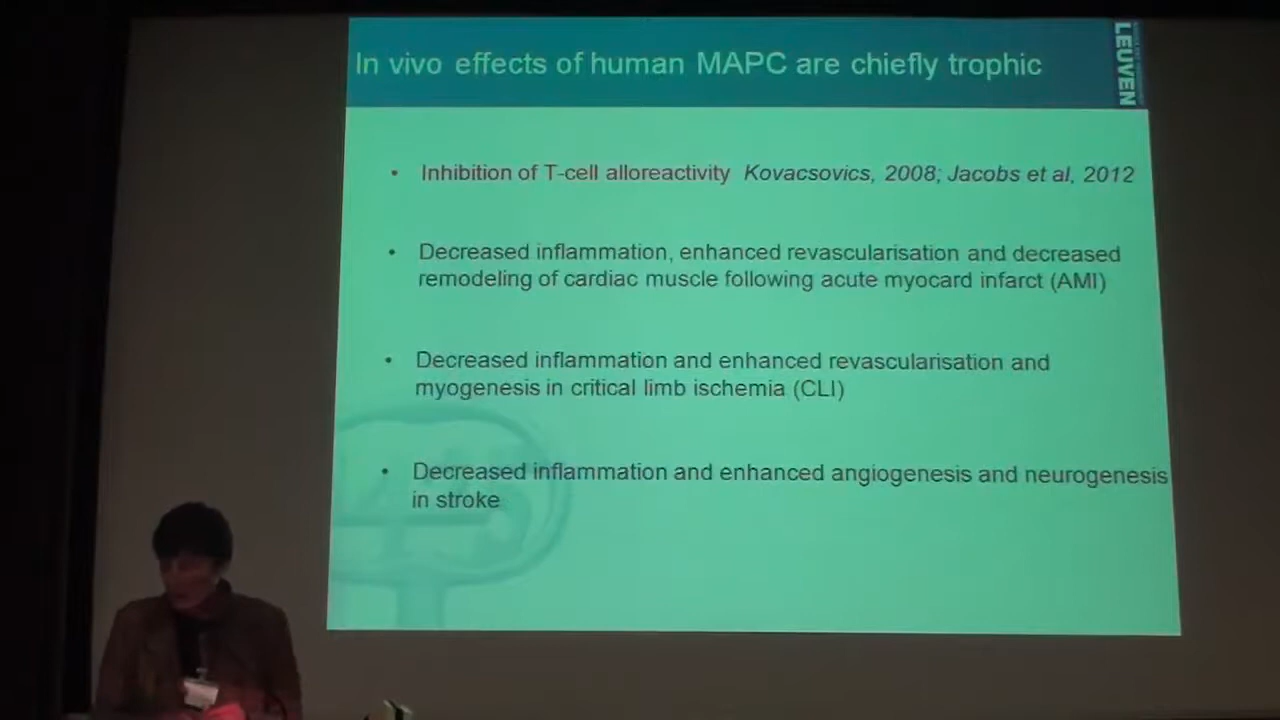 In vivo effects of human MAPC are chiefly trophic
LEUVEN
• Inhibition of T-cell alloreactivity Kovacsovics, 2008; Jacobs et al, 2012
• Decreased inflammation, enhanced revascularisation and decreased
remodeling of cardiac muscle following acute myocard infarct (AMI)
• Decreased inflammation and enhanced revascularisation and
myogenesis in critical limb ischemia (CLI)
• Decreased inflammation and enhanced angiogenesis and neurogenesis
in stroke